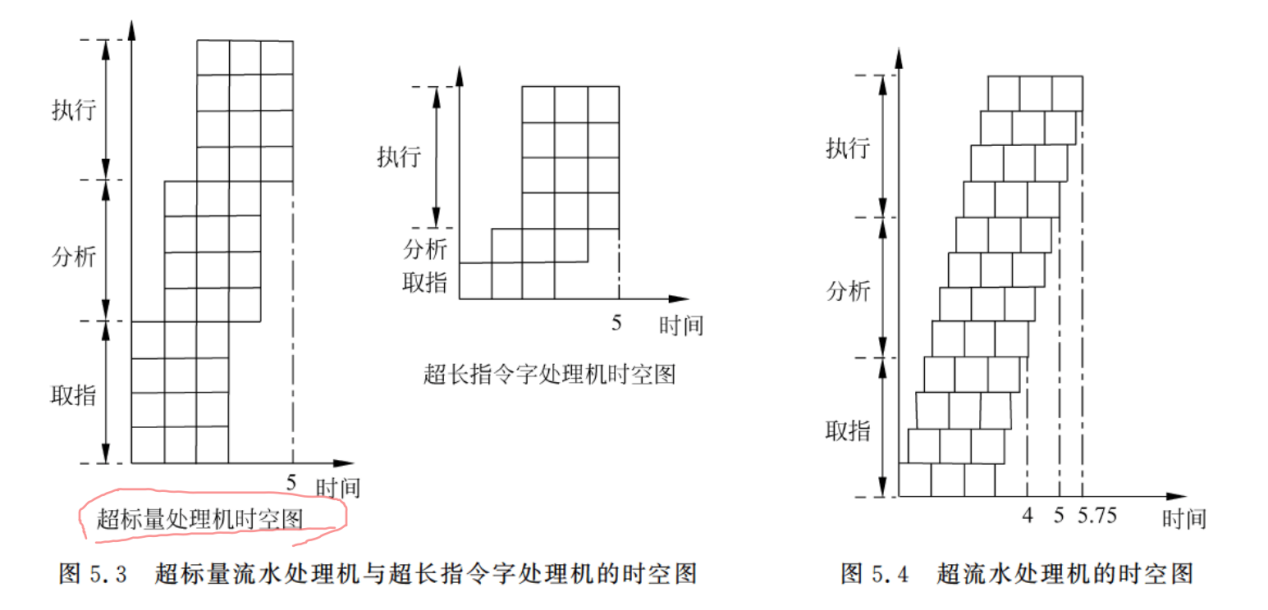 执行
分析
取指
5 时间
超标量处理机时空图
执行
分析
取指
5 时间
超长指令字处理机时空图
图 5.3 超标量流水处理机与超长指令字处理机的时空图
执行
分析
取指
4 5 5.75 时间
图 5.4 超流水处理机的时空图